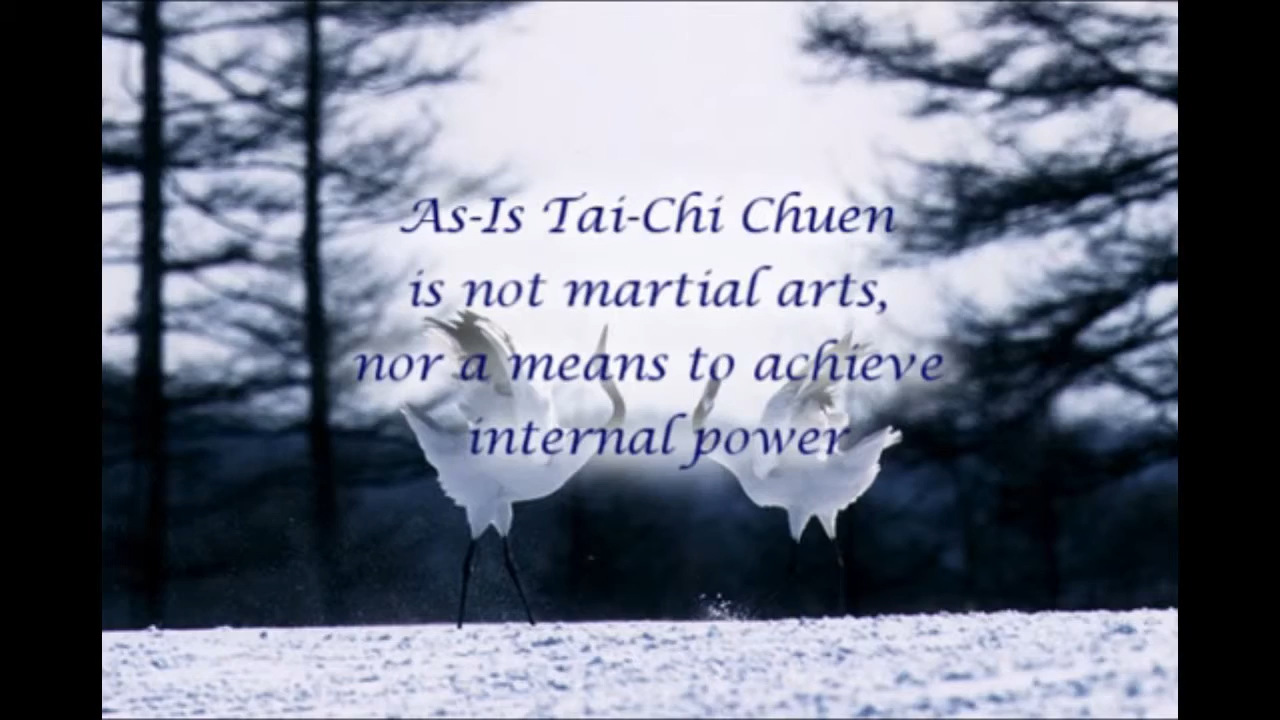 As-Is Tai-Chi Chuen
is not martial arts,
nor a means to achieve
internal power